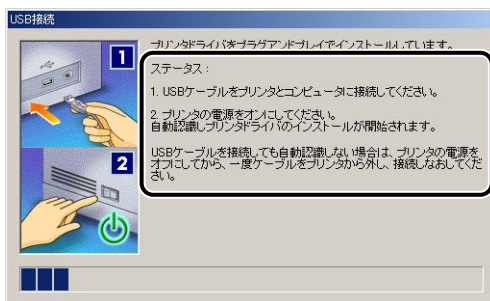 USB接続
1
プリンタドライバをプラグアンドプレイでインストールしています。
ステータス:
1. USBケーブルをプリンタとコンピュータに接続してください。
2. プリンタの電源をオンにしてください。
自動認識しプリンタドライバのインストールが開始されます。
USBケーブルを接続しても自動認識しない場合は、プリンタの電源を
オフにしてから、一度ケーブルをプリンタから外し、接続しなおしてくだ
さい。
2